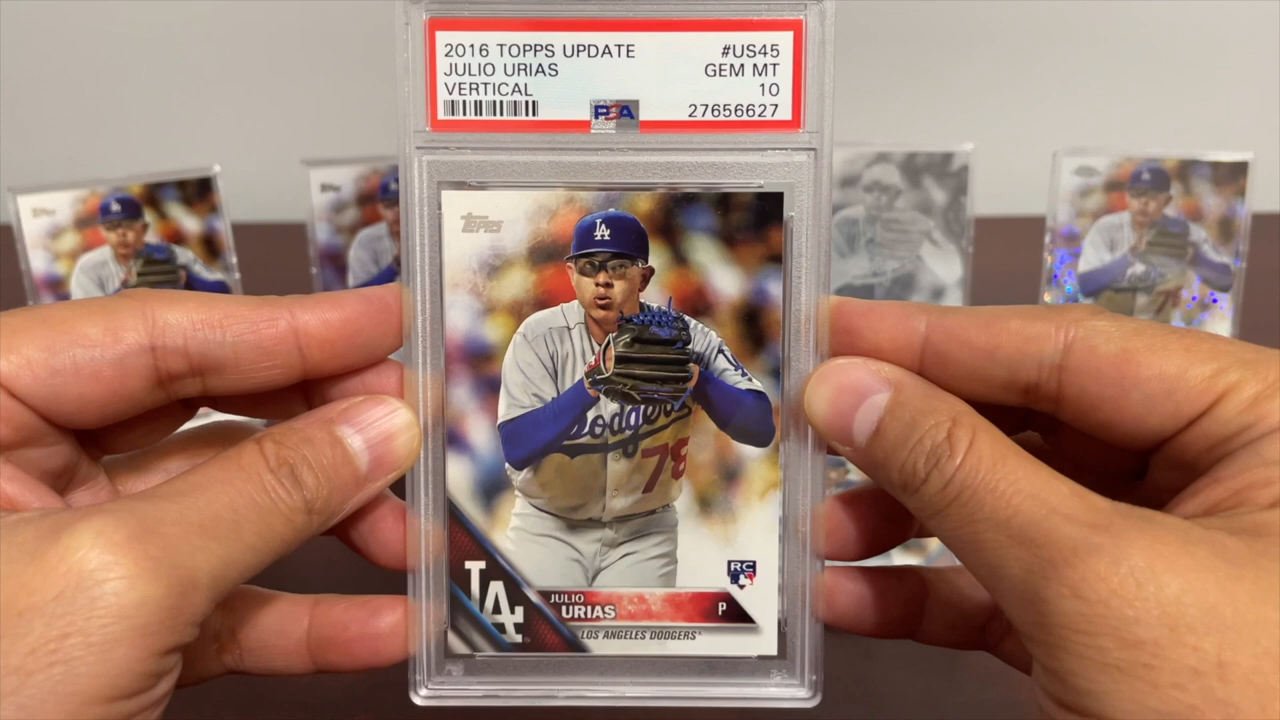 2016 TOPPS UPDATE #US45
JULIO URIAS GEM MT
VERTICAL 10
PSA 27656627
Topps
LA
Dodgers
78
RC
LA
JULIO
URIAS P
LOS ANGELES DODGERS